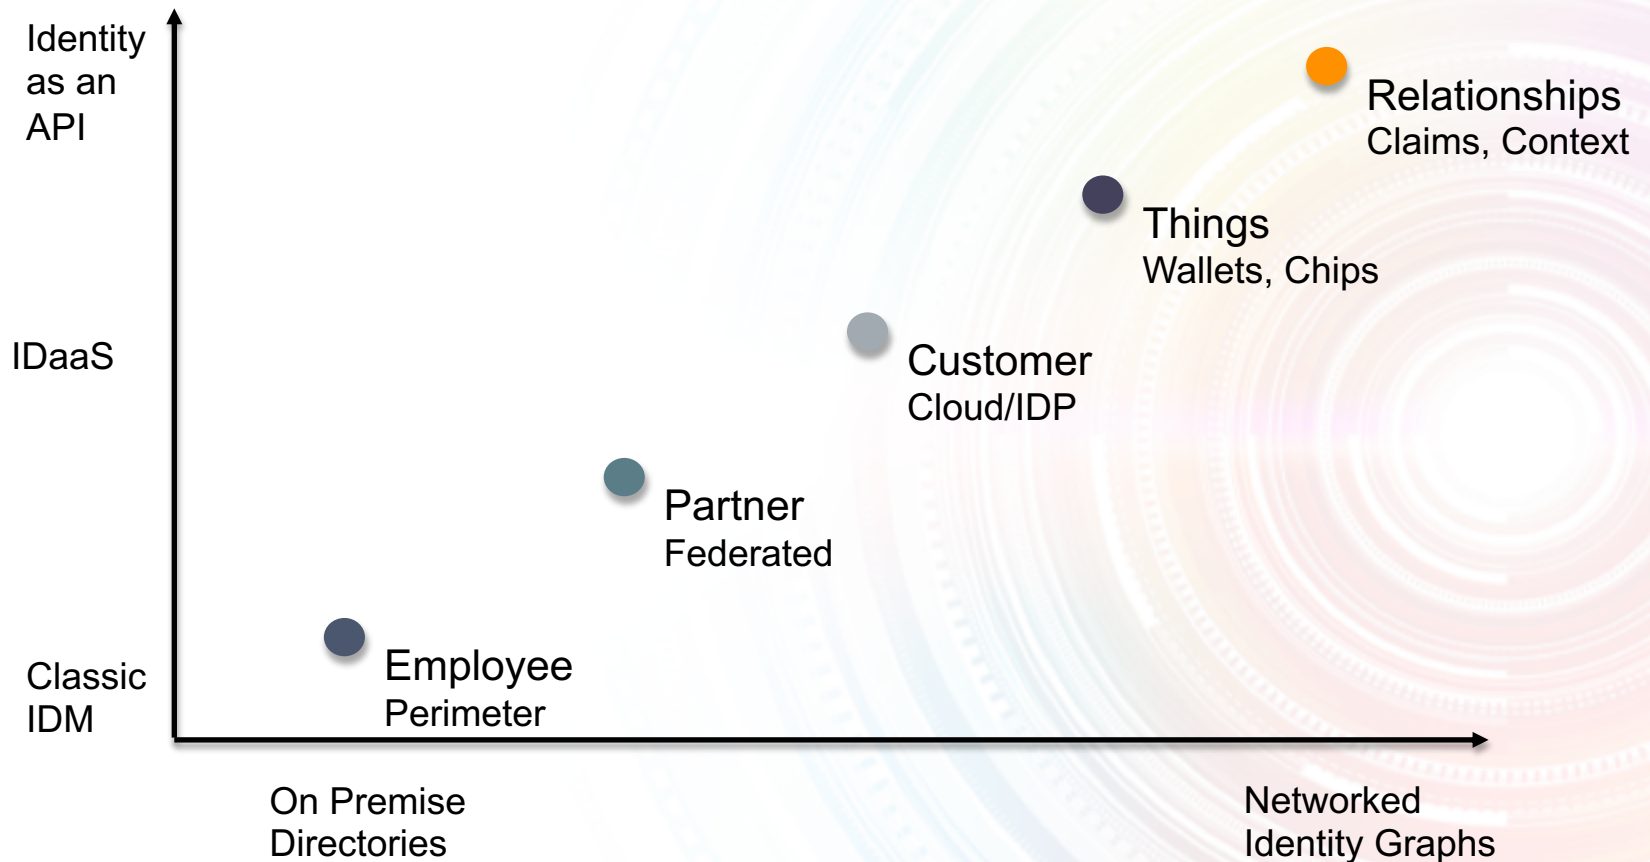 Identity
as an
API
Relationships
Claims, Context
Things
Wallets, Chips
IDaaS
Customer
Cloud/IDP
Partner
Federated
Employee
Perimeter
Classic
IDM
On Premise
Directories
Networked
Identity Graphs